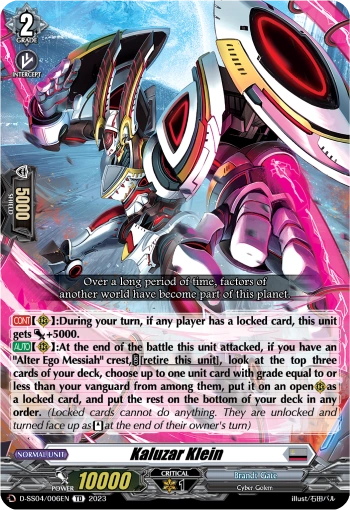 2
GRADE
INTERCEPT
5000
SHIELD
Over a long period of time, factors of
another world have become part of this planet.
CONT[ ]:During your turn, if any player has a locked card, this unit
gets +5000.
AUTO[ ]:At the end of the battle this unit attacked, if you have an
"Alter Ego Messiah" crest, [retire this unit], look at the top three
cards of your deck, choose up to one unit card with grade equal to or
less than your vanguard from among them, put it on an open as
a locked card, and put the rest on the bottom of your deck in any
order. (Locked cards cannot do anything. They are unlocked and
turned face up as at the end of their owner's turn)
NORMAL UNIT
Kaluzar Klein
POWER 10000
CRITICAL
1
Brandt Gate
Cyber Golem
D-SS04/006EN TD 2023
illust/石田バル